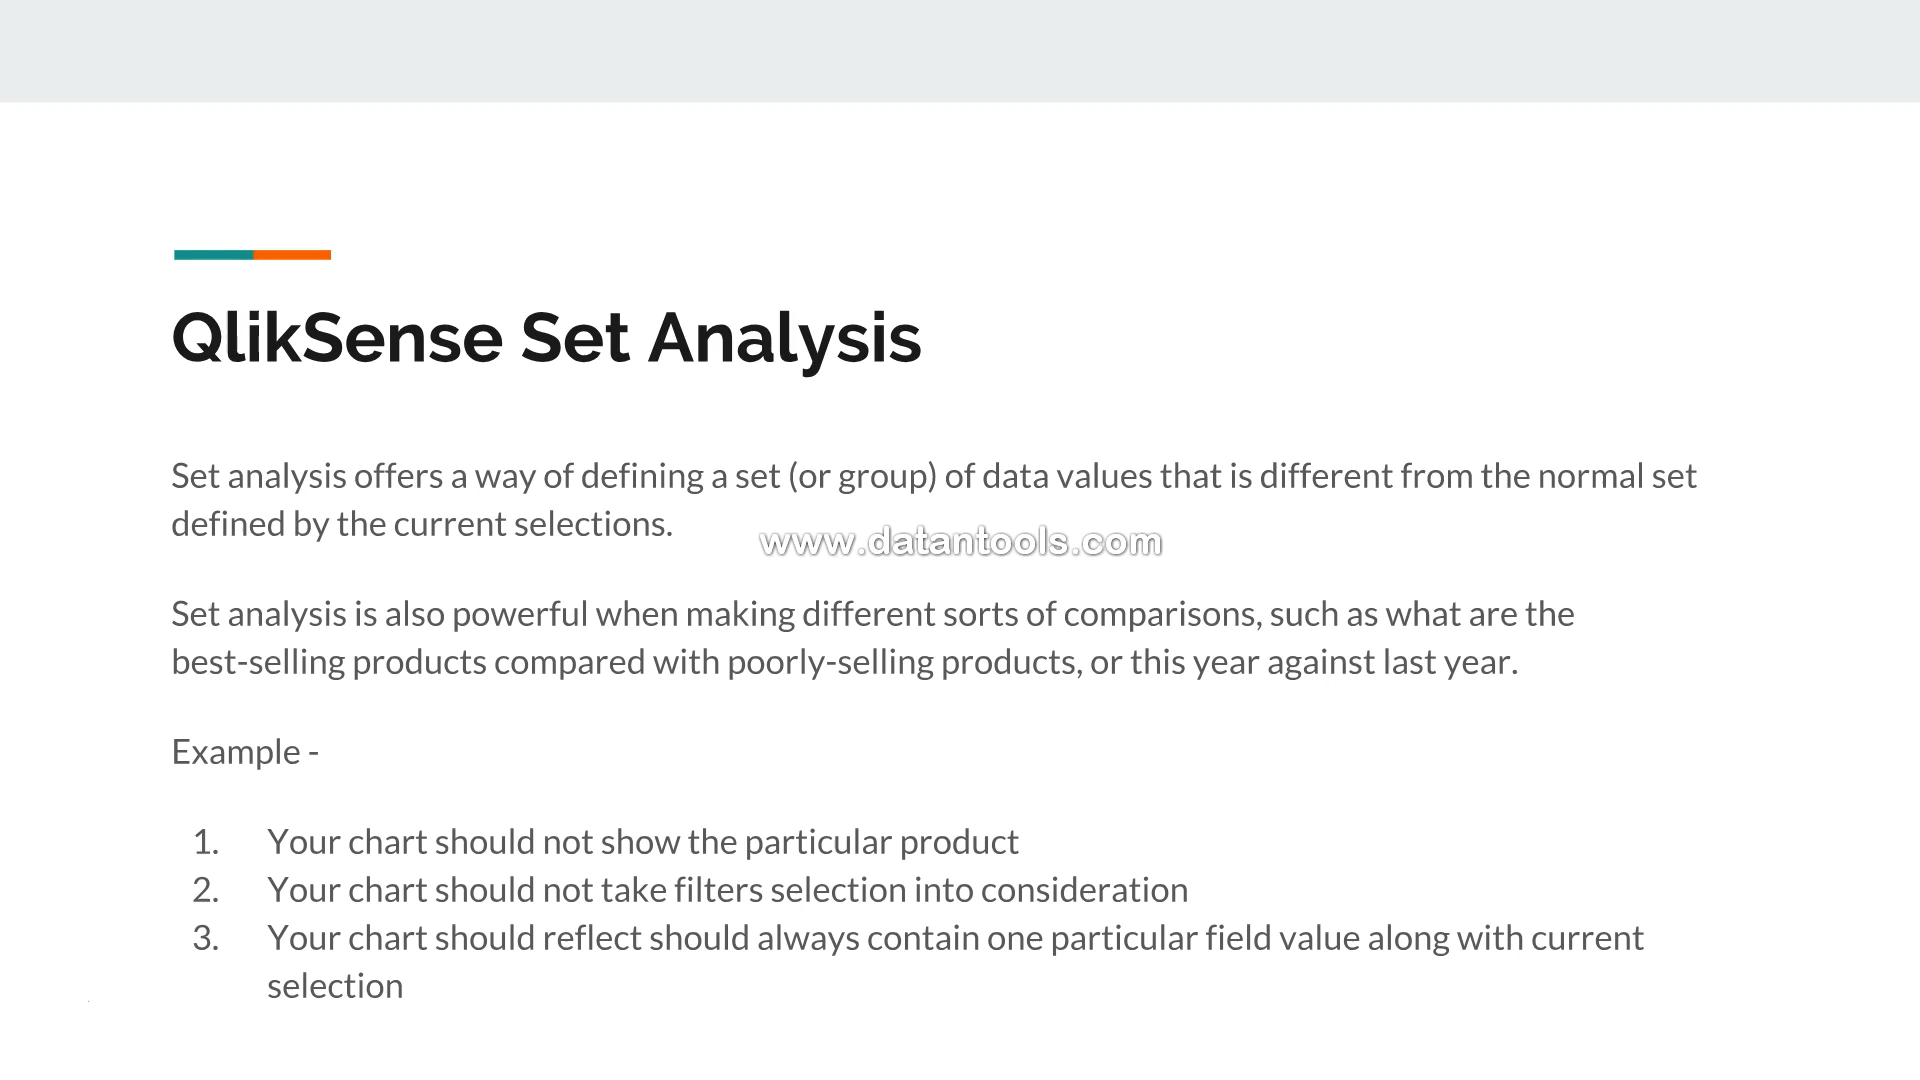 QlikSense Set Analysis
Set analysis offers a way of defining a set (or group) of data values that is different from the normal set
defined by the current selections.
www.datantools.com
Set analysis is also powerful when making different sorts of comparisons, such as what are the
best-selling products compared with poorly-selling products, or this year against last year.
Example -
1. Your chart should not show the particular product
2. Your chart should not take filters selection into consideration
3. Your chart should reflect should always contain one particular field value along with current
selection